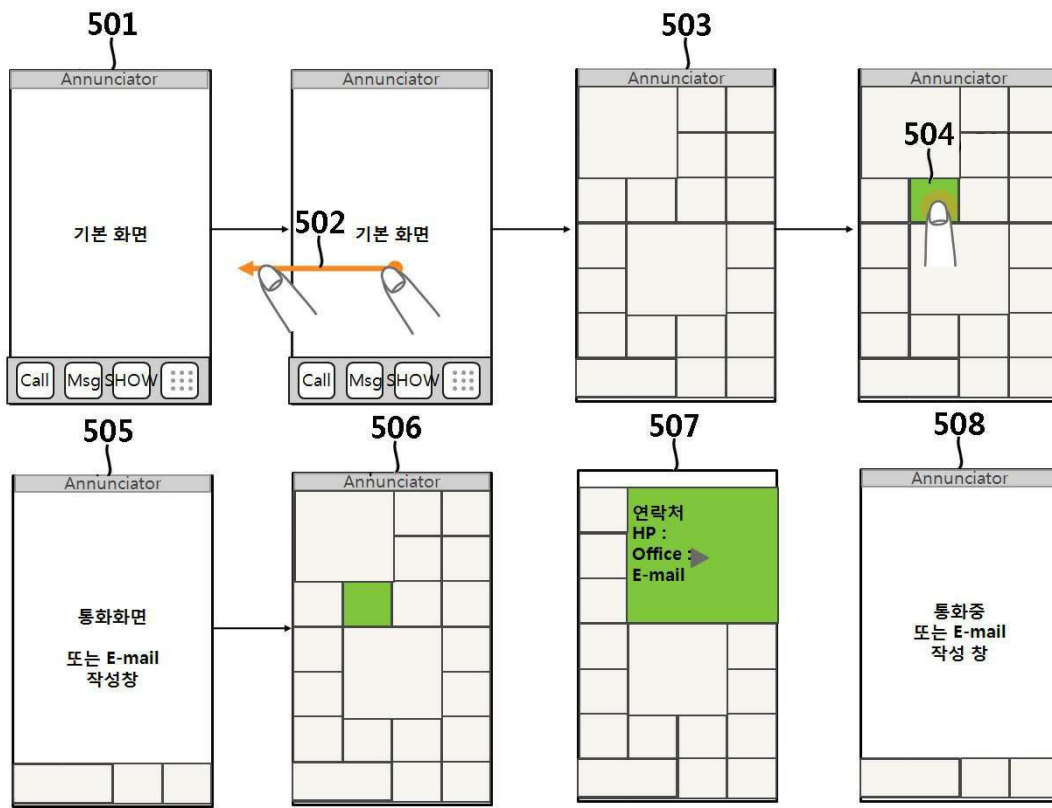 501
503
Annunciator
Annunciator
Annunciator
Annunciator
504
기본 화면
502
기본 화면
Call Msg SHOW
Call Msg SHOW
505
506
507
508
Annunciator
Annunciator
Annunciator
연락처
HP :
Office :
E-mail
통화화면
또는 E-mail
작성창
통화중
또는 E-mail
작성 창